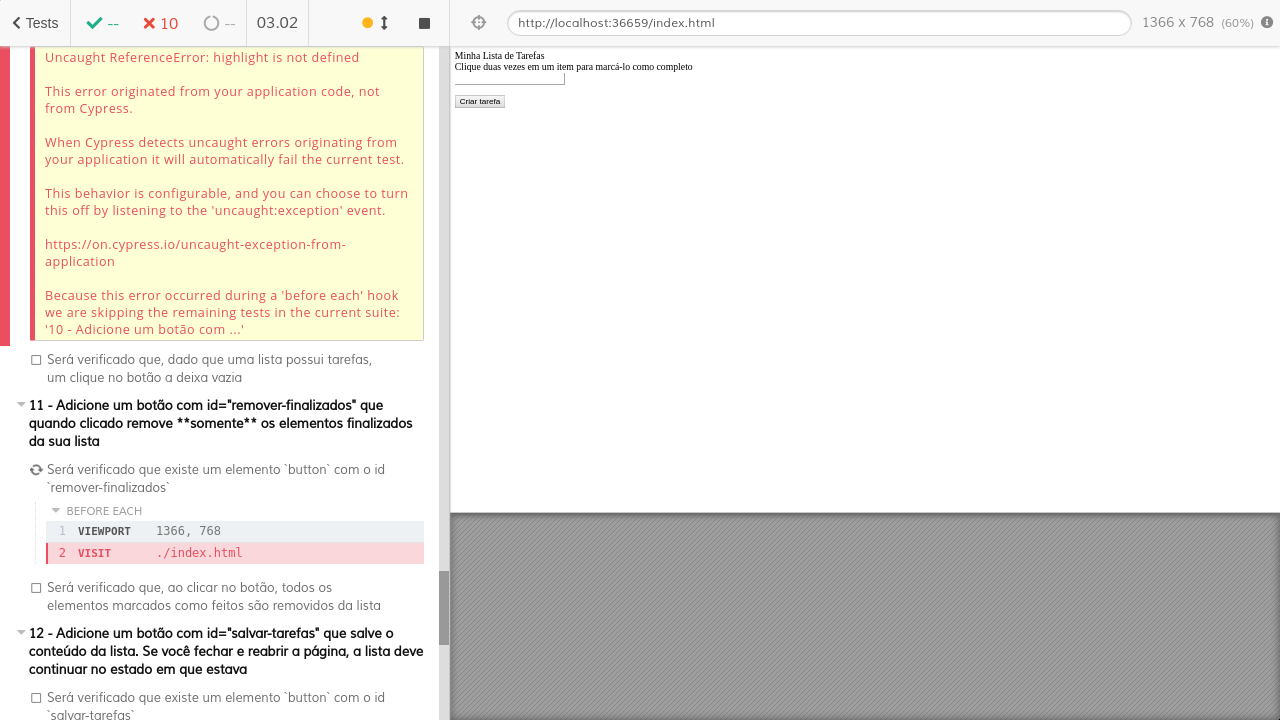 Tests
--
10
--
03.02
http://localhost:36659/index.html
1366 x 768 (60%)
Uncaught ReferenceError: highlight is not defined
This error originated from your application code, not
from Cypress.
When Cypress detects uncaught errors originating from
your application it will automatically fail the current test.
This behavior is configurable, and you can choose to turn
this off by listening to the 'uncaught:exception' event.
https://on.cypress.io/uncaught-exception-from-
application
Because this error occurred during a 'before each' hook
we are skipping the remaining tests in the current suite:
'10 - Adicione um botão com ...'
Será verificado que, dado que uma lista possui tarefas,
um clique no botão a deixa vazia
11 - Adicione um botão com id="remover-finalizados" que
quando clicado remove **somente** os elementos finalizados
da sua lista
Será verificado que existe um elemento `button` com o id
`remover-finalizados`
BEFORE EACH
1 VIEWPORT 1366, 768
2 VISIT ./index.html
Será verificado que, ao clicar no botão, todos os
elementos marcados como feitos são removidos da lista
12 - Adicione um botão com id="salvar-tarefas" que salve o
conteúdo da lista. Se você fechar e reabrir a página, a lista deve
continuar no estado em que estava
Será verificado que existe um elemento `button` com o id
`salvar-tarefas`
Minha Lista de Tarefas
Clique duas vezes em um item para marcá-lo como completo
Criar tarefa